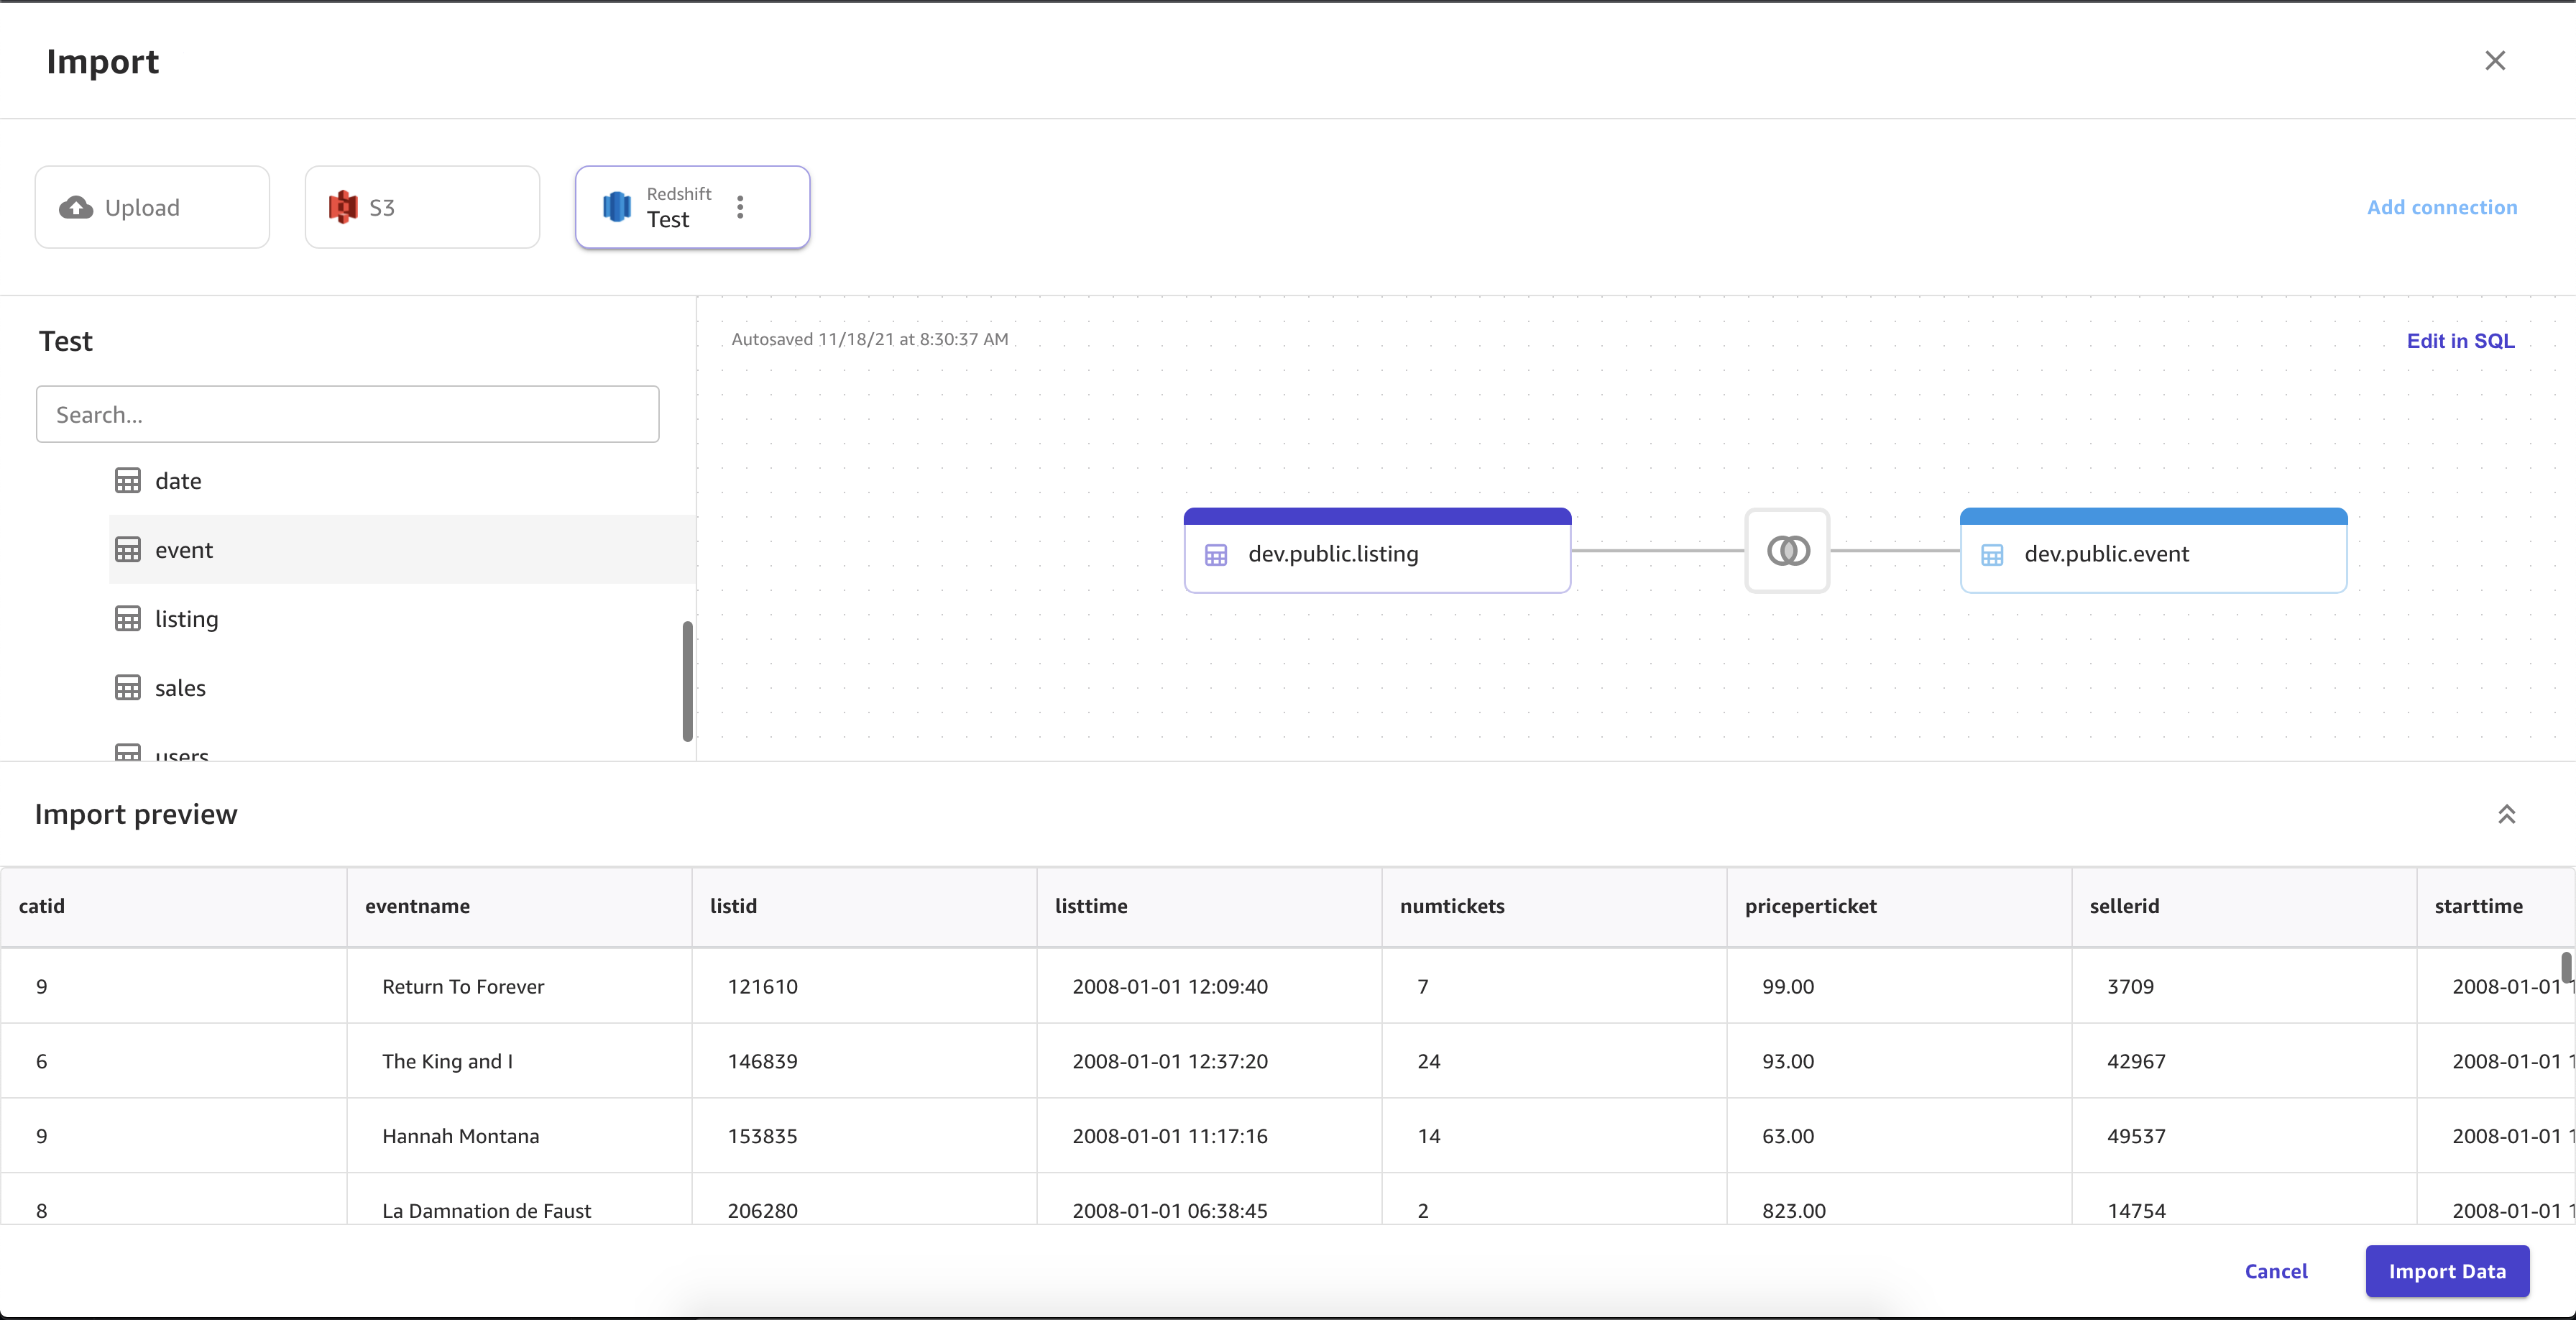 Import
Upload
S3
Redshift
Test
Add connection
Test
Search...
date
event
listing
sales
users
Autosaved 11/18/21 at 8:30:37 AM
Edit in SQL
dev.public.listing
dev.public.event
Import preview
catid eventname listid listtime numtickets priceperticket sellerid starttime
9 Return To Forever 121610 2008-01-01 12:09:40 7 99.00 3709 2008-01-01 1
6 The King and I 146839 2008-01-01 12:37:20 24 93.00 42967 2008-01-01 1
9 Hannah Montana 153835 2008-01-01 11:17:16 14 63.00 49537 2008-01-01 1
8 La Damnation de Faust 206280 2008-01-01 06:38:45 2 823.00 14754 2008-01-01 1
Cancel
Import Data